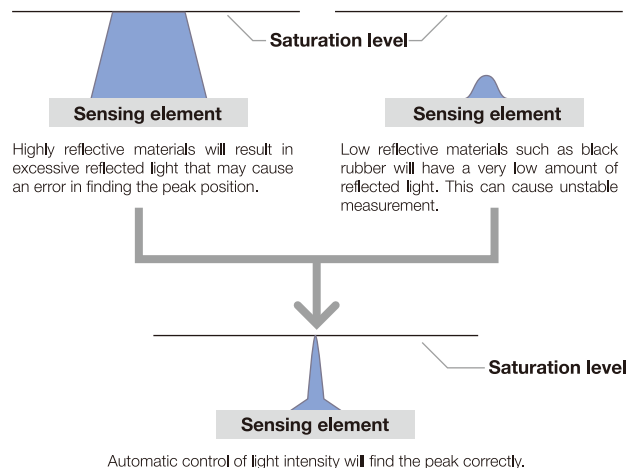 Saturation level
Sensing element
Highly reflective materials will result in
excessive reflected light that may cause
an error in finding the peak position.
Sensing element
Low reflective materials such as black
rubber will have a very low amount of
reflected light. This can cause unstable
measurement.
Saturation level
Sensing element
Automatic control of light intensity will find the peak correctly.